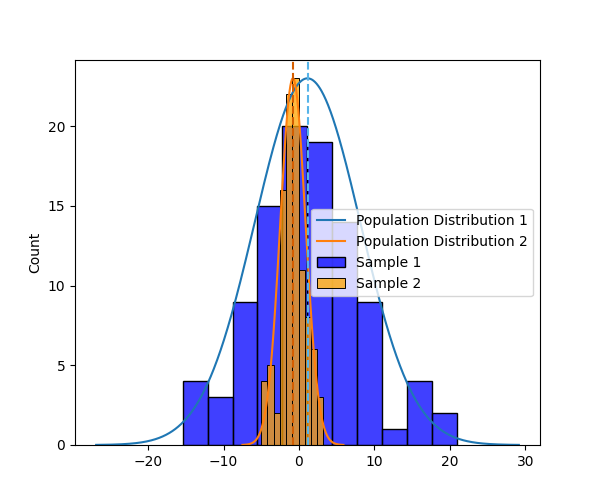 20
15
10
5
0
Count
Population Distribution 1
Population Distribution 2
Sample 1
Sample 2
−20 −10 0 10 20 30